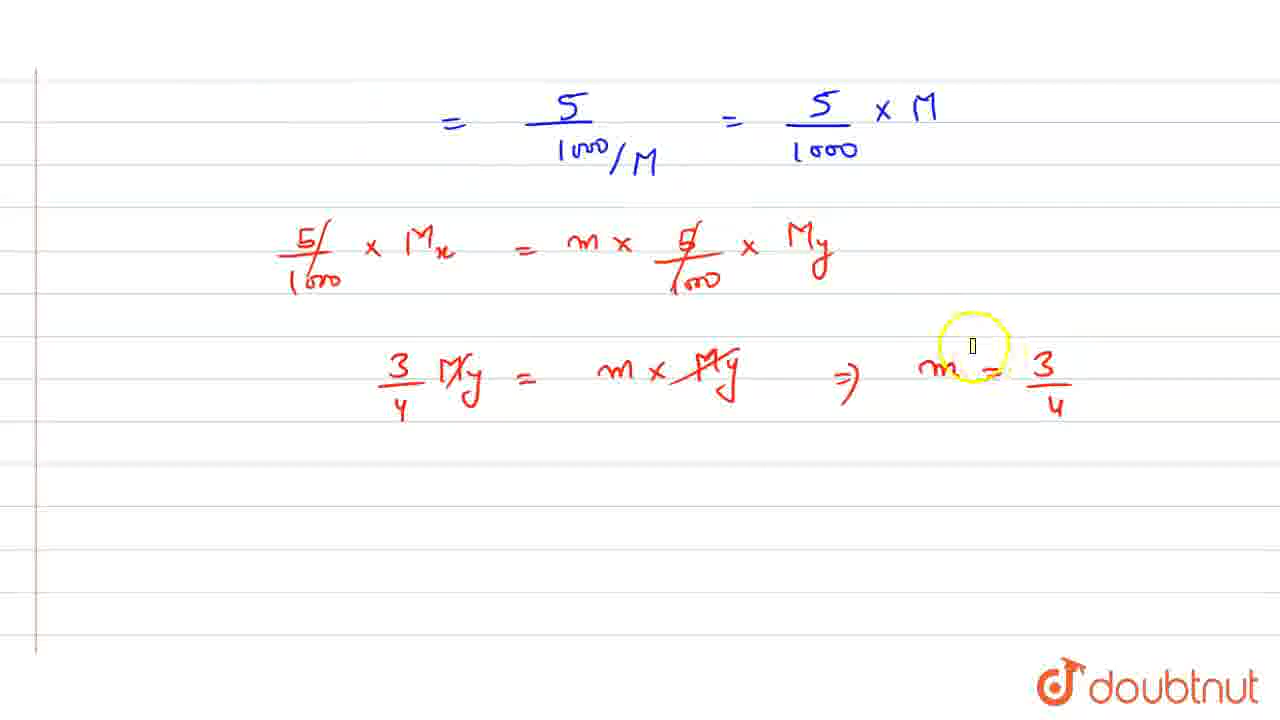 = 5 / 1000/M = 5/1000 × M
5/1000 × Mx = m × 5/1000 × My
3/4 My = m × My ⇒ m = 3/4
doubtnut